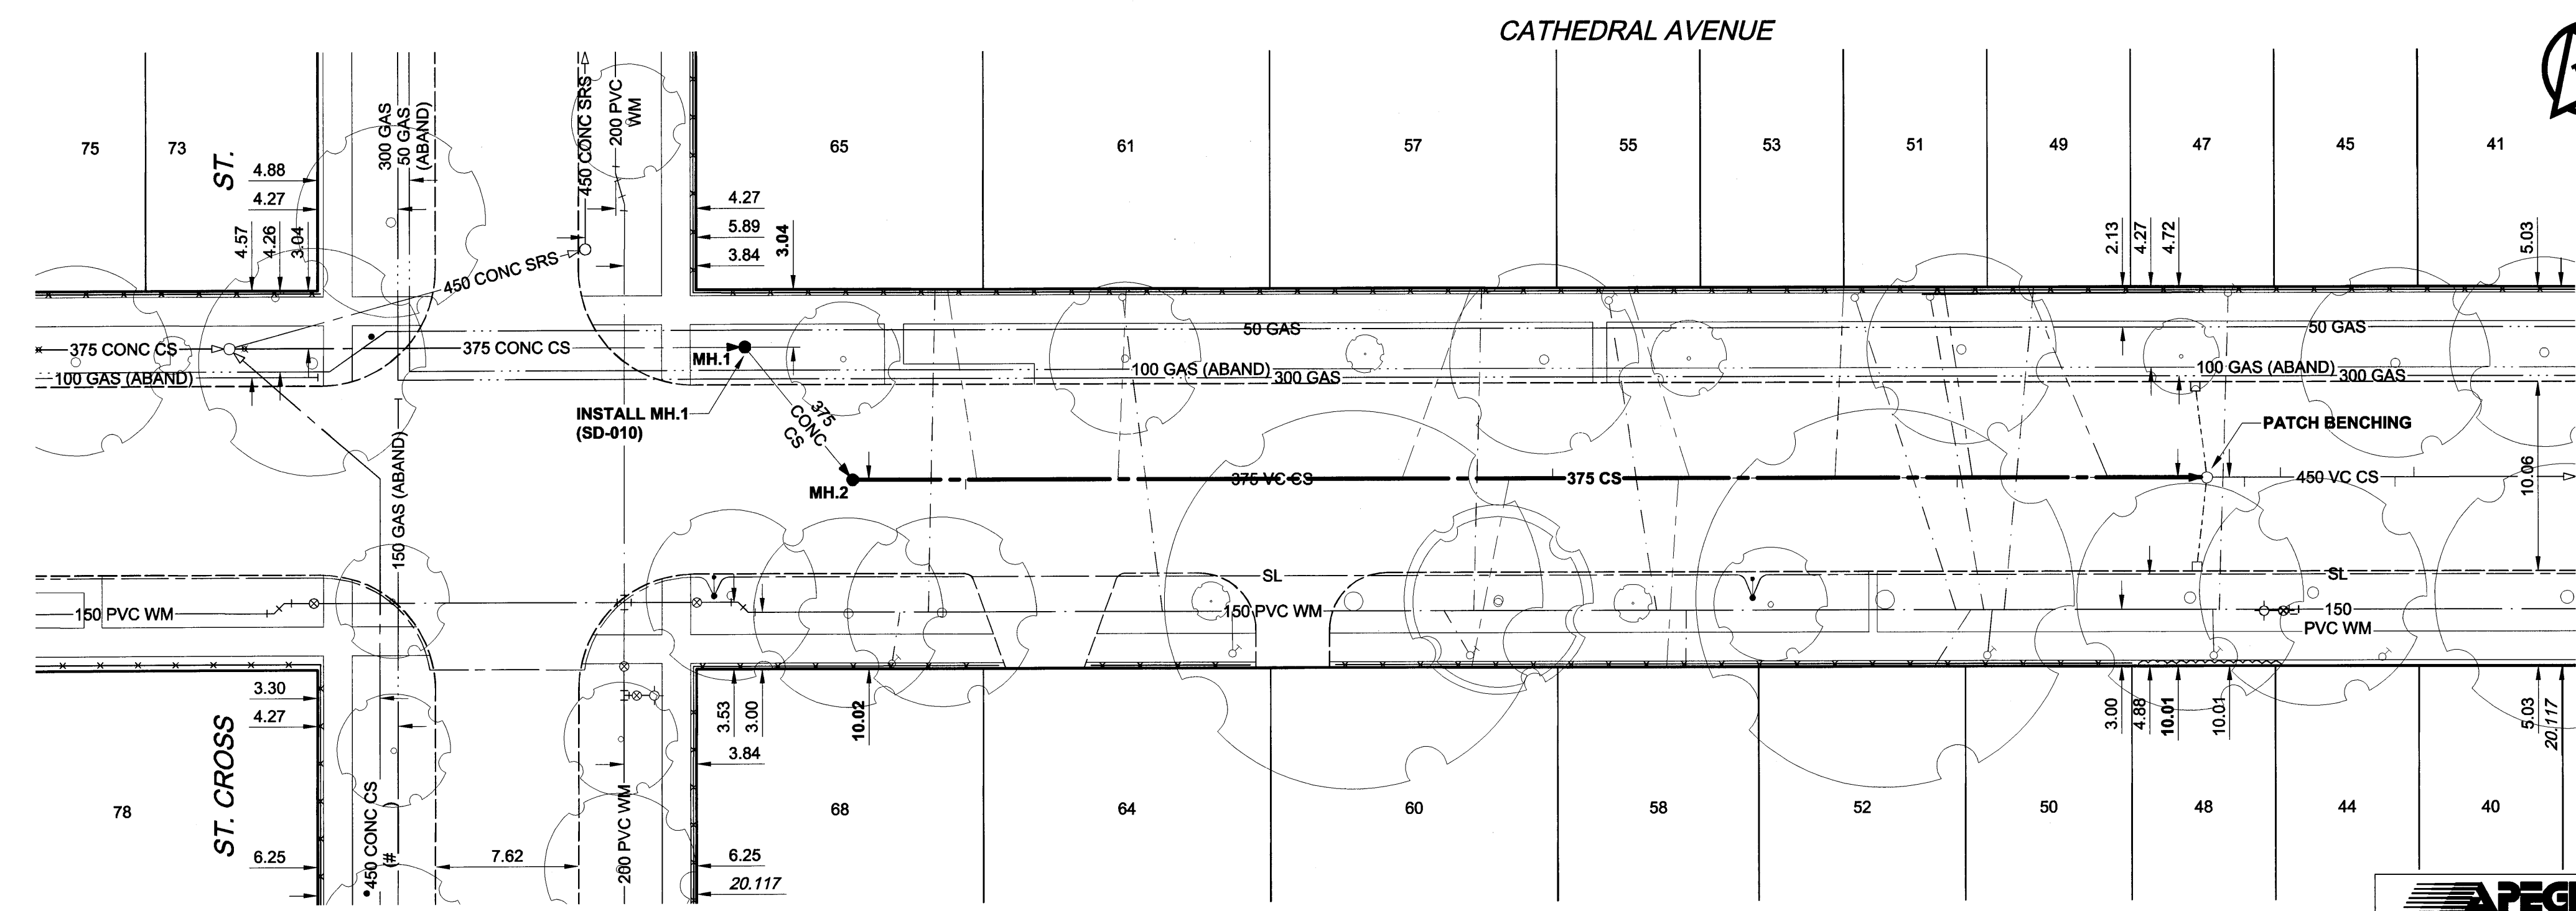 CATHEDRAL AVENUE
75
73
ST.
4.88
4.27
4.57
4.26
3.04
300 GAS
50 GAS
(ABAND)
450 CONC SRS
200 PVC
WM
450 CONC SRS
65
61
57
55
53
51
49
47
45
41
4.27
5.89
3.84
3.04
2.13
4.27
4.72
5.03
375 CONC CS
375 CONC CS
100 GAS (ABAND)
MH.1
50 GAS
100 GAS (ABAND)
300 GAS
50 GAS
100 GAS (ABAND)
300 GAS
INSTALL MH.1
(SD-010)
375
CONC
CS
MH.2
375 VC CS
375 CS
PATCH BENCHING
450 VC CS
10.06
150 GAS (ABAND)
SL
SL
150 PVC WM
150 PVC WM
150
PVC WM
3.30
4.27
3.53
3.00
10.02
3.84
3.00
4.88
10.01
10.01
5.03
20.117
ST. CROSS
78
450 CONC CS
(#)
200 PVC WM
68
64
60
58
52
50
48
44
40
6.25
7.62
6.25
20.117